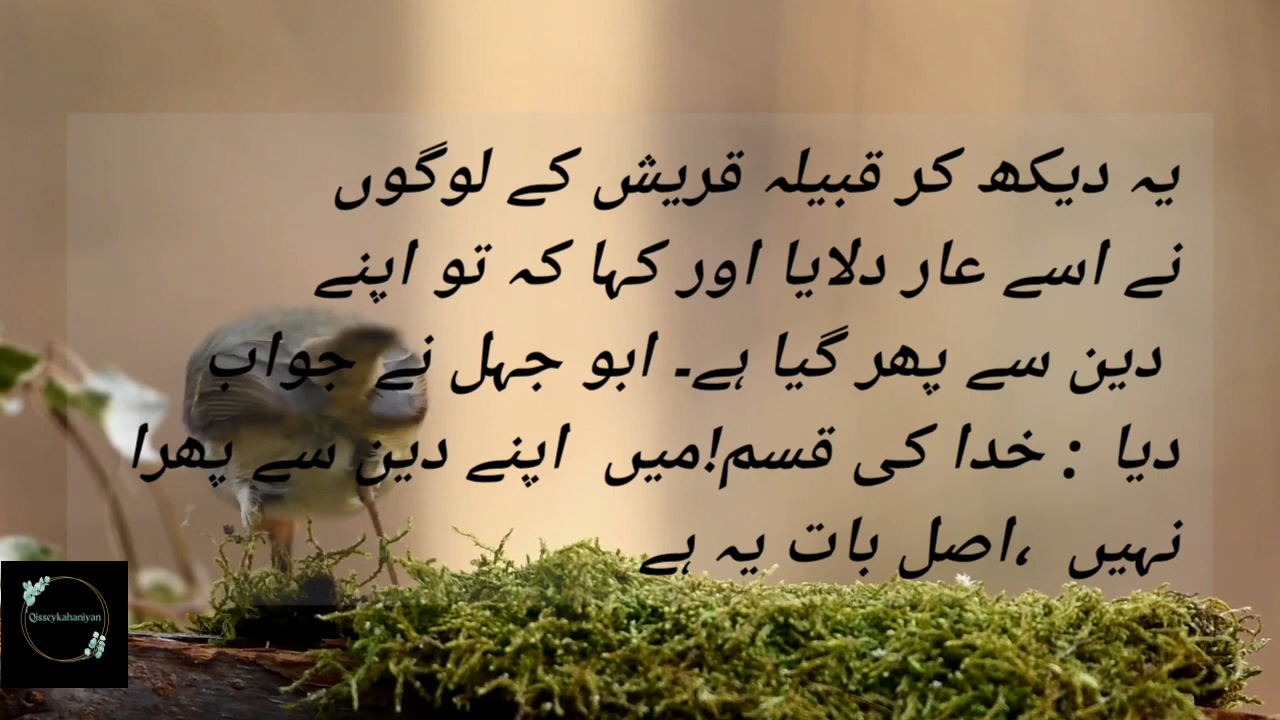 یہ دیکھ کر قبیلہ قریش کے لوگوں
نے اسے عار دلایا اور کہا کہ تو اپنے
دین سے پھر گیا ہے۔ ابو جہل نے جواب
دیا : خدا کی قسم!میں اپنے دین سے پھرا
نہیں ،اصل بات یہ ہے
Qisseykahaniyan